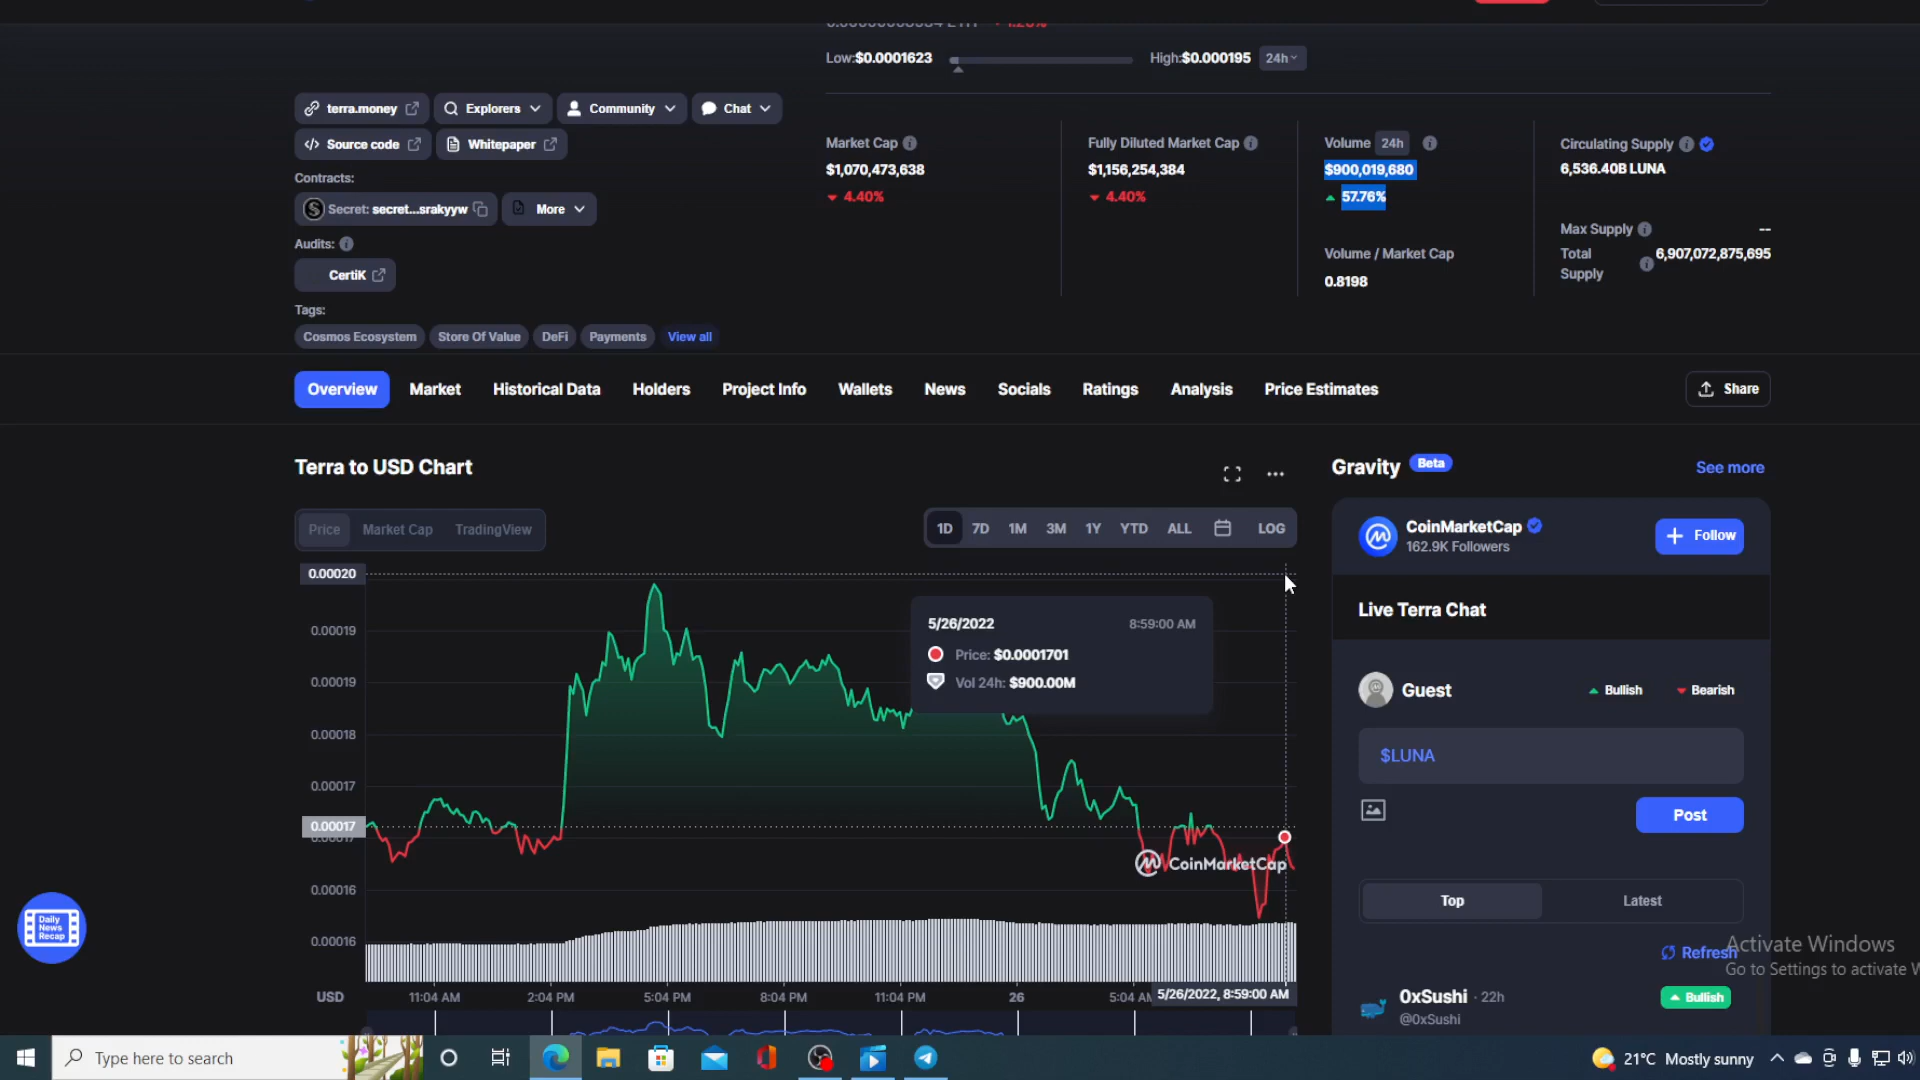 Low:$0.0001623
High:$0.000195
24h
terra.money
Explorers
Community
Chat
Source code
Whitepaper
Contracts:
Secret: secret...srakyyw
More
Audits:
CertiK
Tags:
Cosmos Ecosystem
Store Of Value
DeFi
Payments
View all
Market Cap
$1,070,473,638
4.40%
Fully Diluted Market Cap
$1,156,254,384
4.40%
Volume 24h
$900,019,680
57.76%
Volume / Market Cap
0.8198
Circulating Supply
6,536.40B LUNA
Max Supply
--
Total
Supply
6,907,072,875,695
Overview
Market
Historical Data
Holders
Project Info
Wallets
News
Socials
Ratings
Analysis
Price Estimates
Share
Terra to USD Chart
Price
Market Cap
TradingView
1D
7D
1M
3M
1Y
YTD
ALL
LOG
0.00020
0.00019
0.00019
0.00018
0.00017
0.00017
0.00017
0.00016
0.00016
5/26/2022
8:59:00 AM
Price: $0.0001701
Vol 24h: $900.00M
CoinMarketCap
USD
11:04 AM
2:04 PM
5:04 PM
8:04 PM
11:04 PM
26
5:04 AM
5/26/2022, 8:59:00 AM
Gravity
Beta
See more
CoinMarketCap
162.9K Followers
Follow
Live Terra Chat
Guest
Bullish
Bearish
$LUNA
Post
Top
Latest
Refresh
0xSushi · 22h
@0xSushi
Bullish
Activate Windows
Go to Settings to activate W
Daily
News
Recap
Type here to search
21°C Mostly sunny